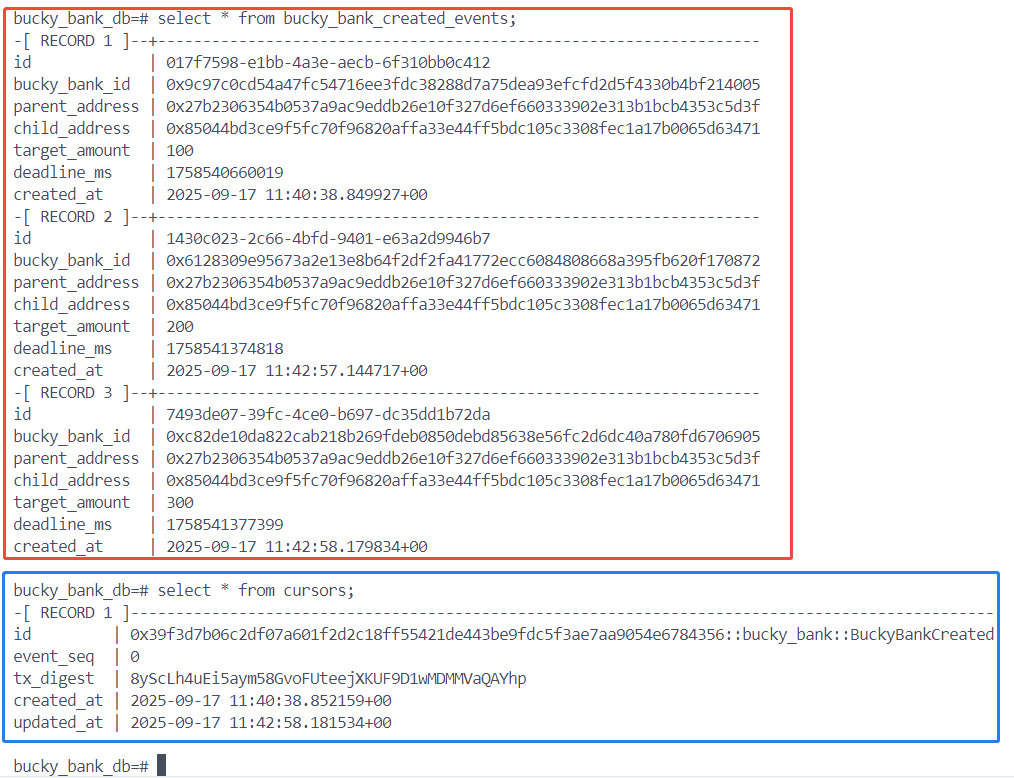 bucky_bank_db=# select * from bucky_bank_created_events;
-[ RECORD 1 ]--+--------------------------------------------------------------------
id             | 017f7598-e1bb-4a3e-aecb-6f310bb0c412
bucky_bank_id  | 0x9c97c0cd54a47fc54716ee3fdc38288d7a75dea93efcfd2d5f4330b4bf214005
parent_address | 0x27b2306354b0537a9ac9eddb26e10f327d6ef660333902e313b1bcb4353c5d3f
child_address  | 0x85044bd3ce9f5fc70f96820affa33e44ff5bdc105c3308fec1a17b0065d63471
target_amount  | 100
deadline_ms    | 1758540660019
created_at     | 2025-09-17 11:40:38.849927+00
-[ RECORD 2 ]--+--------------------------------------------------------------------
id             | 1430c023-2c66-4bfd-9401-e63a2d9946b7
bucky_bank_id  | 0x6128309e95673a2e13e8b64f2df2fa41772ecc6084808668a395fb620f170872
parent_address | 0x27b2306354b0537a9ac9eddb26e10f327d6ef660333902e313b1bcb4353c5d3f
child_address  | 0x85044bd3ce9f5fc70f96820affa33e44ff5bdc105c3308fec1a17b0065d63471
target_amount  | 200
deadline_ms    | 1758541374818
created_at     | 2025-09-17 11:42:57.144717+00
-[ RECORD 3 ]--+--------------------------------------------------------------------
id             | 7493de07-39fc-4ce0-b697-dc35dd1b72da
bucky_bank_id  | 0xc82de10da822cab218b269fdeb0850debd85638e56fc2d6dc40a780fd6706905
parent_address | 0x27b2306354b0537a9ac9eddb26e10f327d6ef660333902e313b1bcb4353c5d3f
child_address  | 0x85044bd3ce9f5fc70f96820affa33e44ff5bdc105c3308fec1a17b0065d63471
target_amount  | 300
deadline_ms    | 1758541377399
created_at     | 2025-09-17 11:42:58.179834+00
bucky_bank_db=# select * from cursors;
-[ RECORD 1 ]------------------------------------------------------------------------------------------------
id         | 0x39f3d7b06c2df07a601f2d2c18ff55421de443be9fdc5f3ae7aa9054e6784356::bucky_bank::BuckyBankCreated
event_seq  | 0
tx_digest  | 8yScLh4uEi5aym58GvoFUteejXKUF9D1wMDMMVaQAYhp
created_at | 2025-09-17 11:40:38.852159+00
updated_at | 2025-09-17 11:42:58.181534+00
bucky_bank_db=#